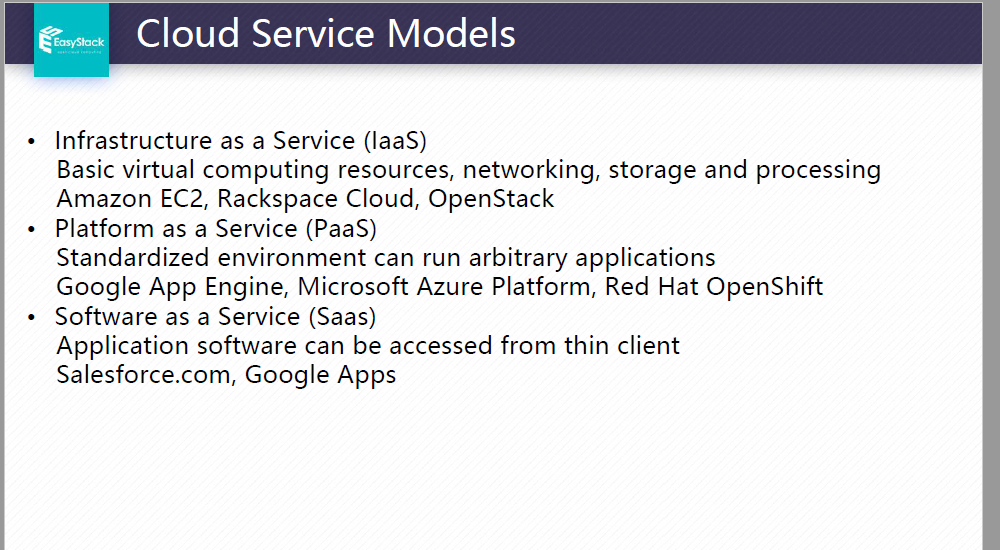 EasyStack
Cloud Service Models
• Infrastructure as a Service (IaaS)
Basic virtual computing resources, networking, storage and processing
Amazon EC2, Rackspace Cloud, OpenStack
• Platform as a Service (PaaS)
Standardized environment can run arbitrary applications
Google App Engine, Microsoft Azure Platform, Red Hat OpenShift
• Software as a Service (Saas)
Application software can be accessed from thin client
Salesforce.com, Google Apps